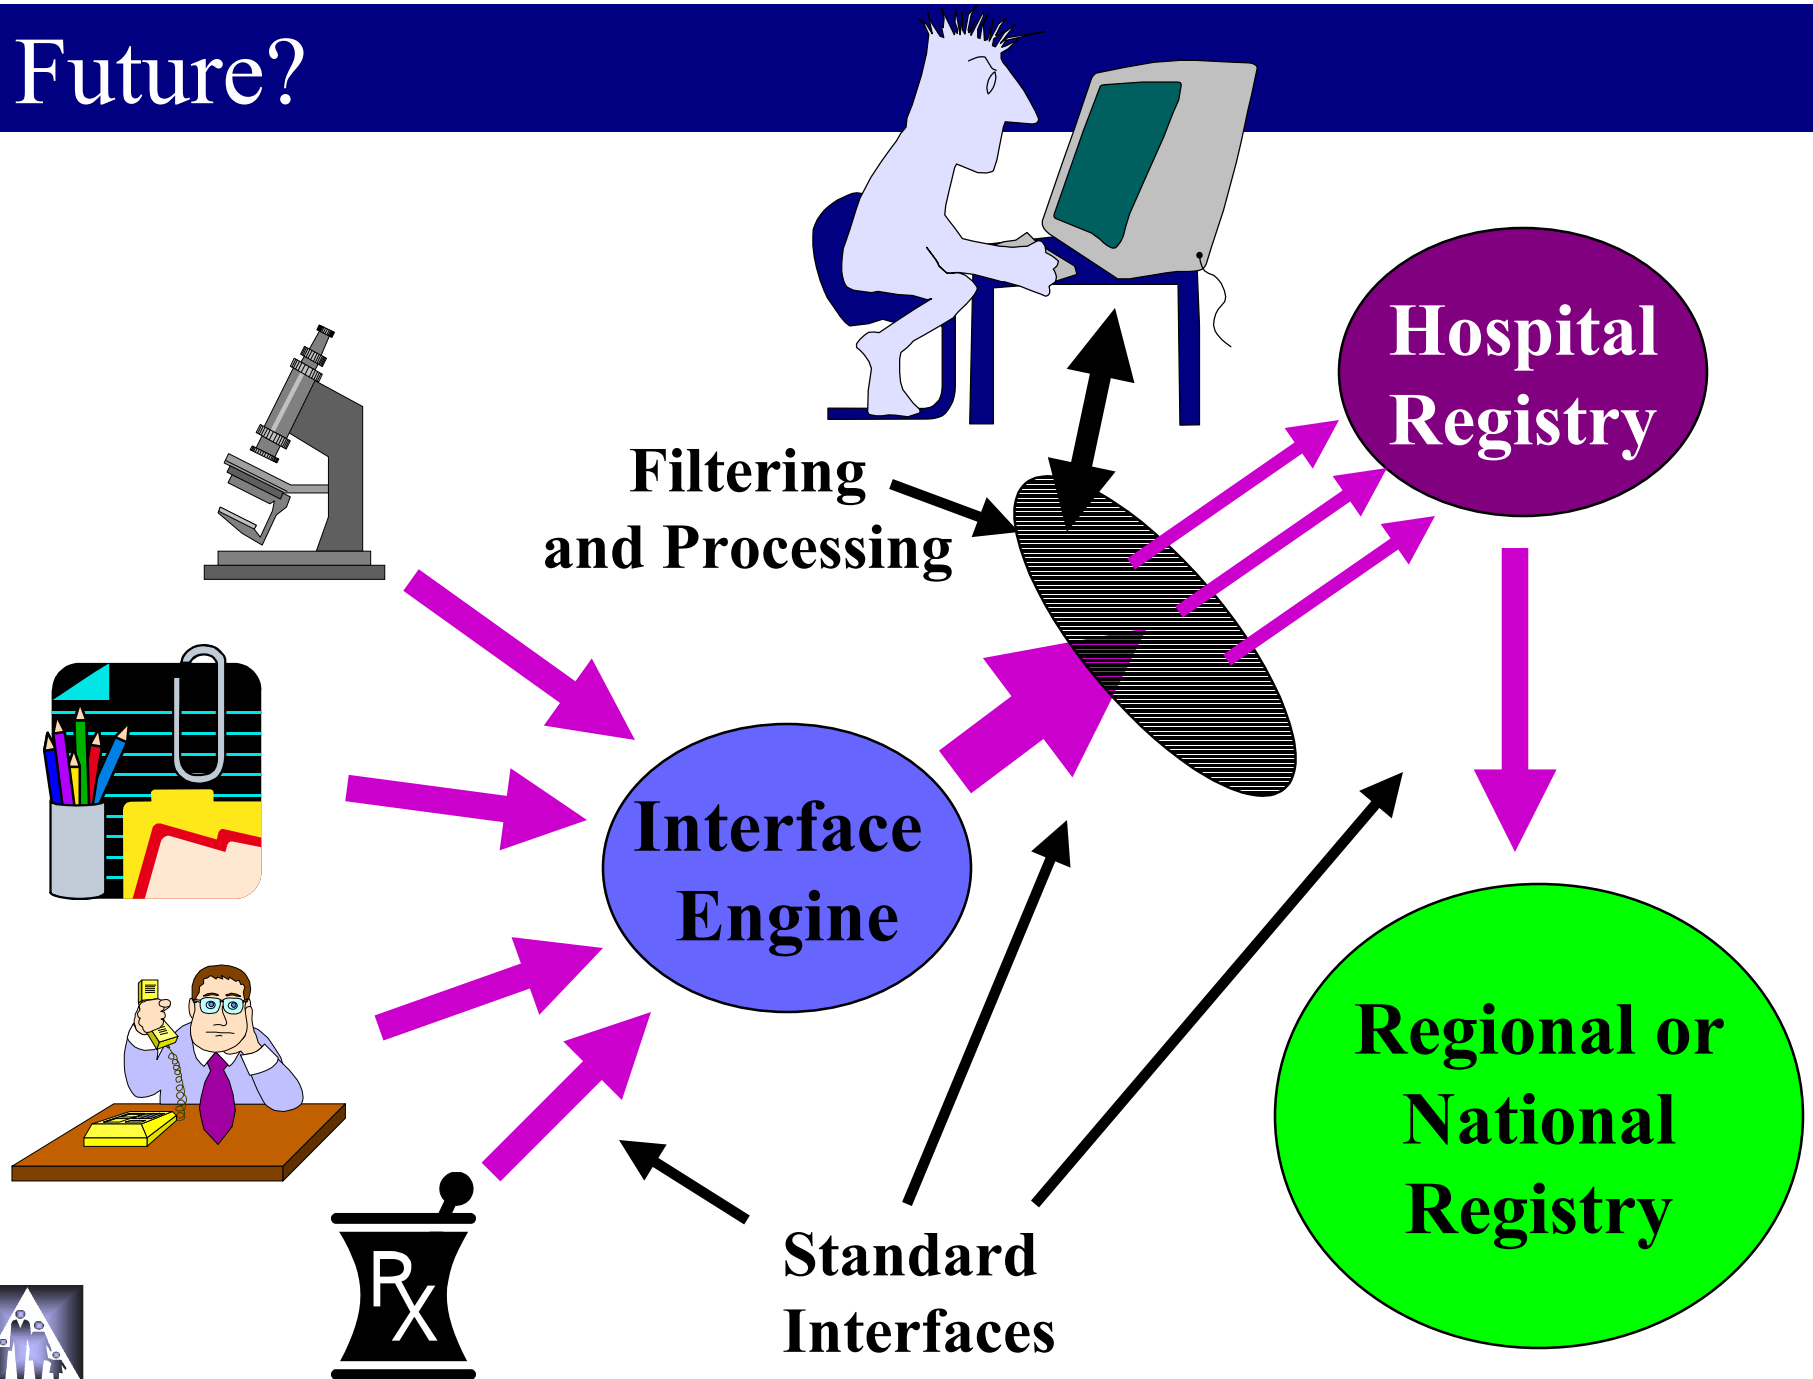 Future?
Hospital
Registry
Filtering
and Processing
Interface
Engine
Regional or
National
Registry
Standard
Interfaces
RX